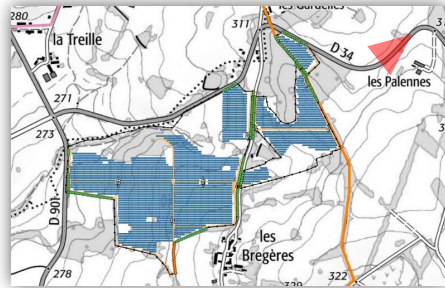 280
311
les Gardelles
la Treille
D 34
les Palennes
271
273
D 901
les
Bregères
278
322